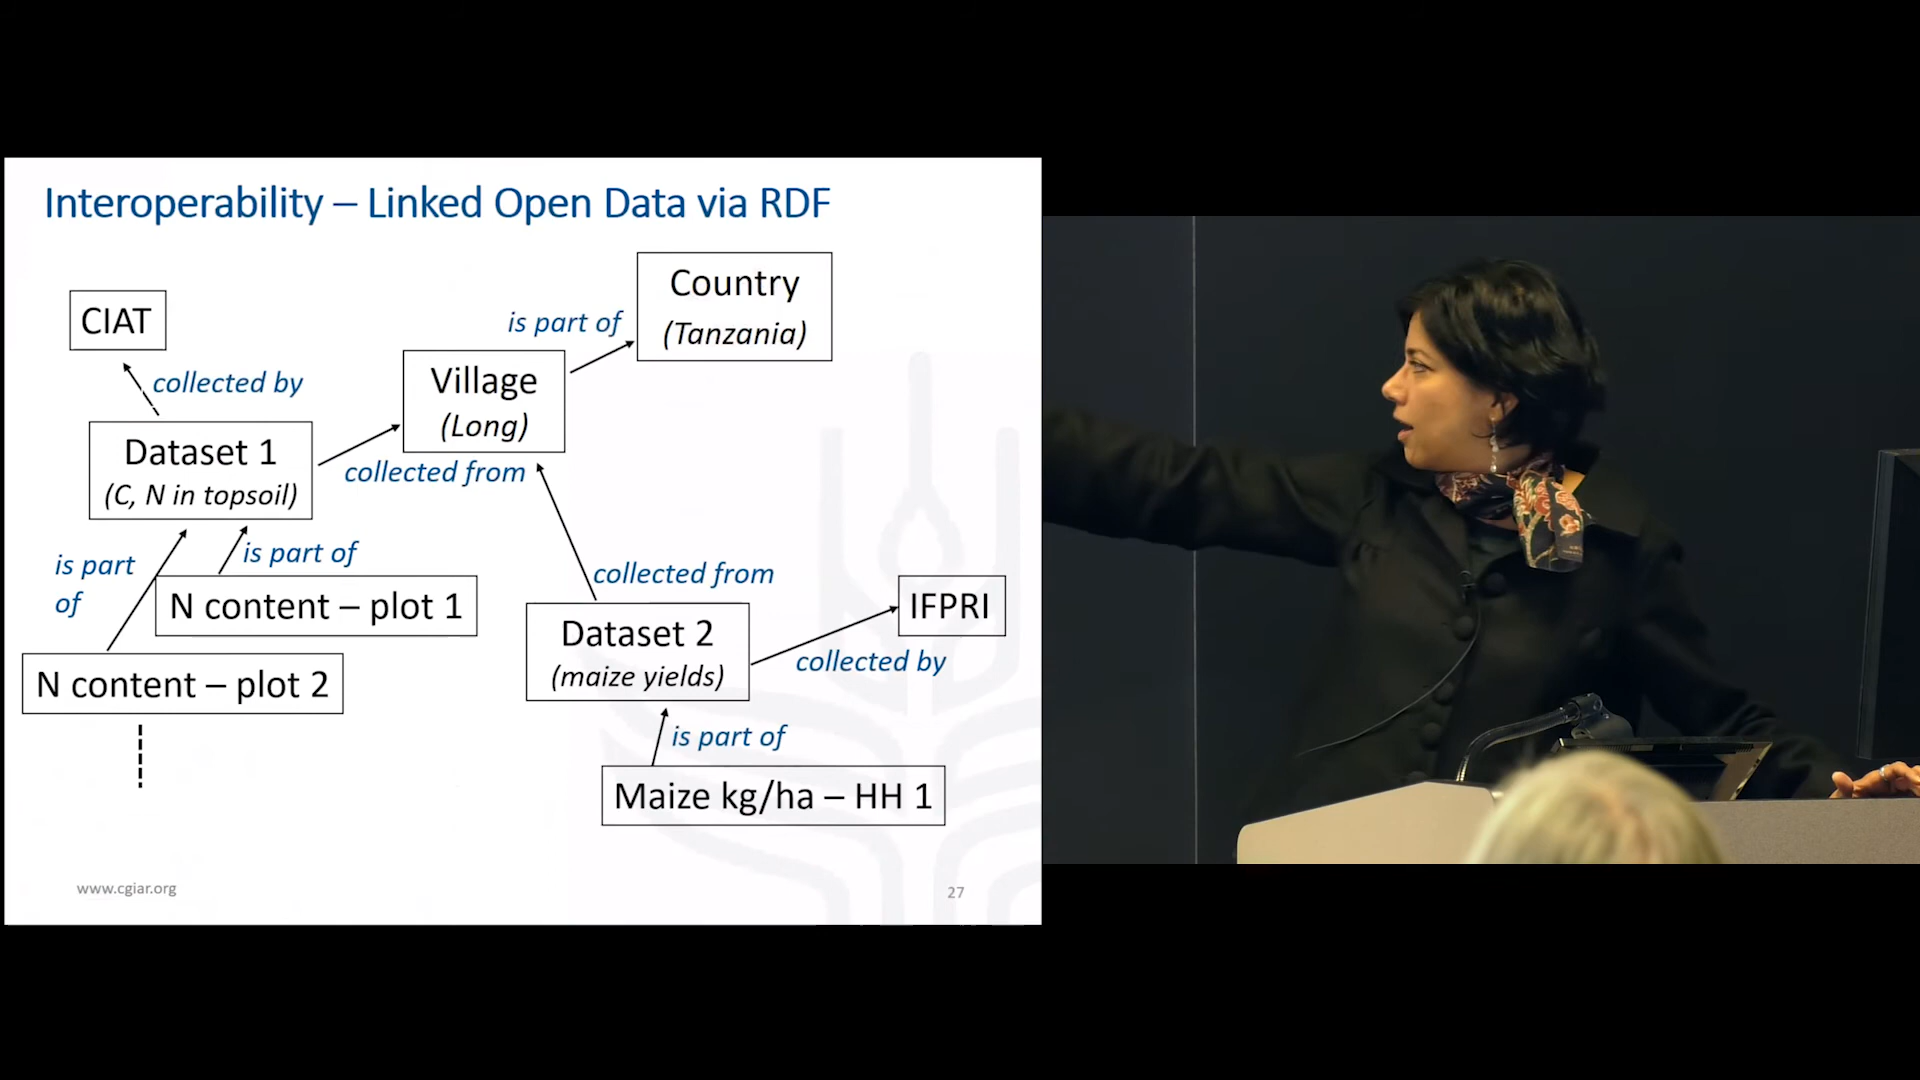 Interoperability – Linked Open Data via RDF
Country
(Tanzania)
is part of
CIAT
collected by
Village
(Long)
Dataset 1
(C, N in topsoil)
collected from
is part
of
is part of
N content – plot 1
N content – plot 2
collected from
Dataset 2
(maize yields)
IFPRI
collected by
is part of
Maize kg/ha – HH 1
www.cgiar.org
27